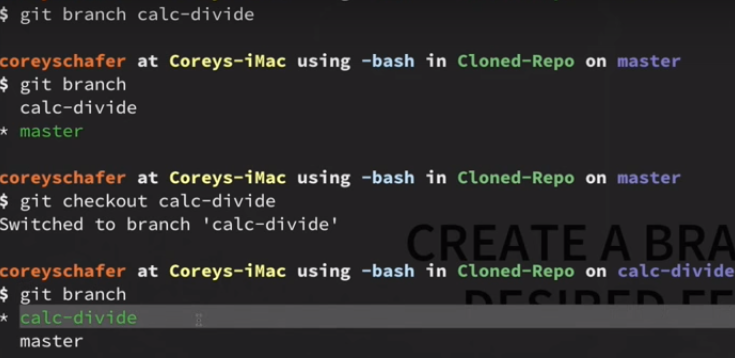 $ git branch calc-divide
coreyschafer at Coreys-iMac using -bash in Cloned-Repo on master
$ git branch
  calc-divide
* master
coreyschafer at Coreys-iMac using -bash in Cloned-Repo on master
$ git checkout calc-divide
Switched to branch 'calc-divide'
CREATE A BRA
coreyschafer at Coreys-iMac using -bash in Cloned-Repo on calc-divide
$ git branch
DESIRED FE
* calc-divide
  master